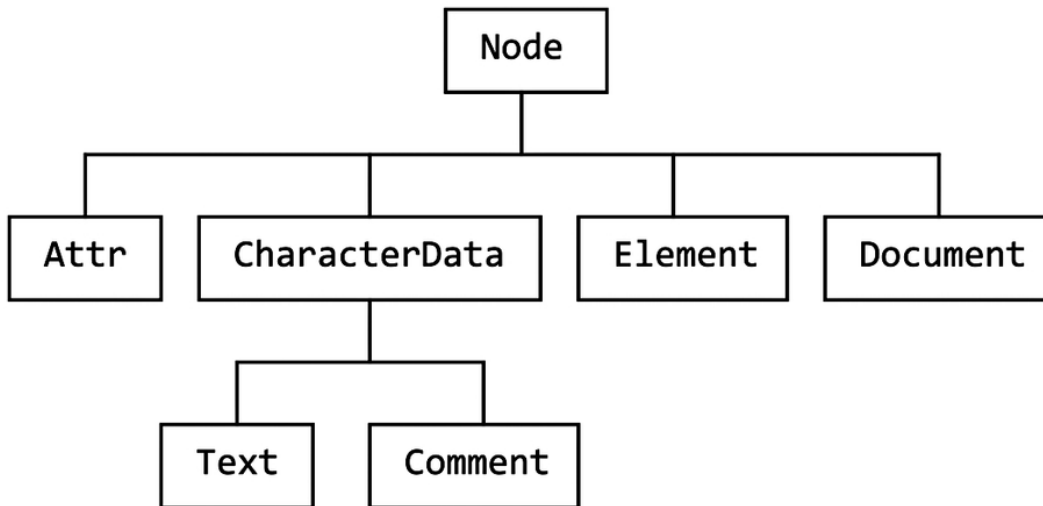 Node
Attr
CharacterData
Element
Document
Text
Comment